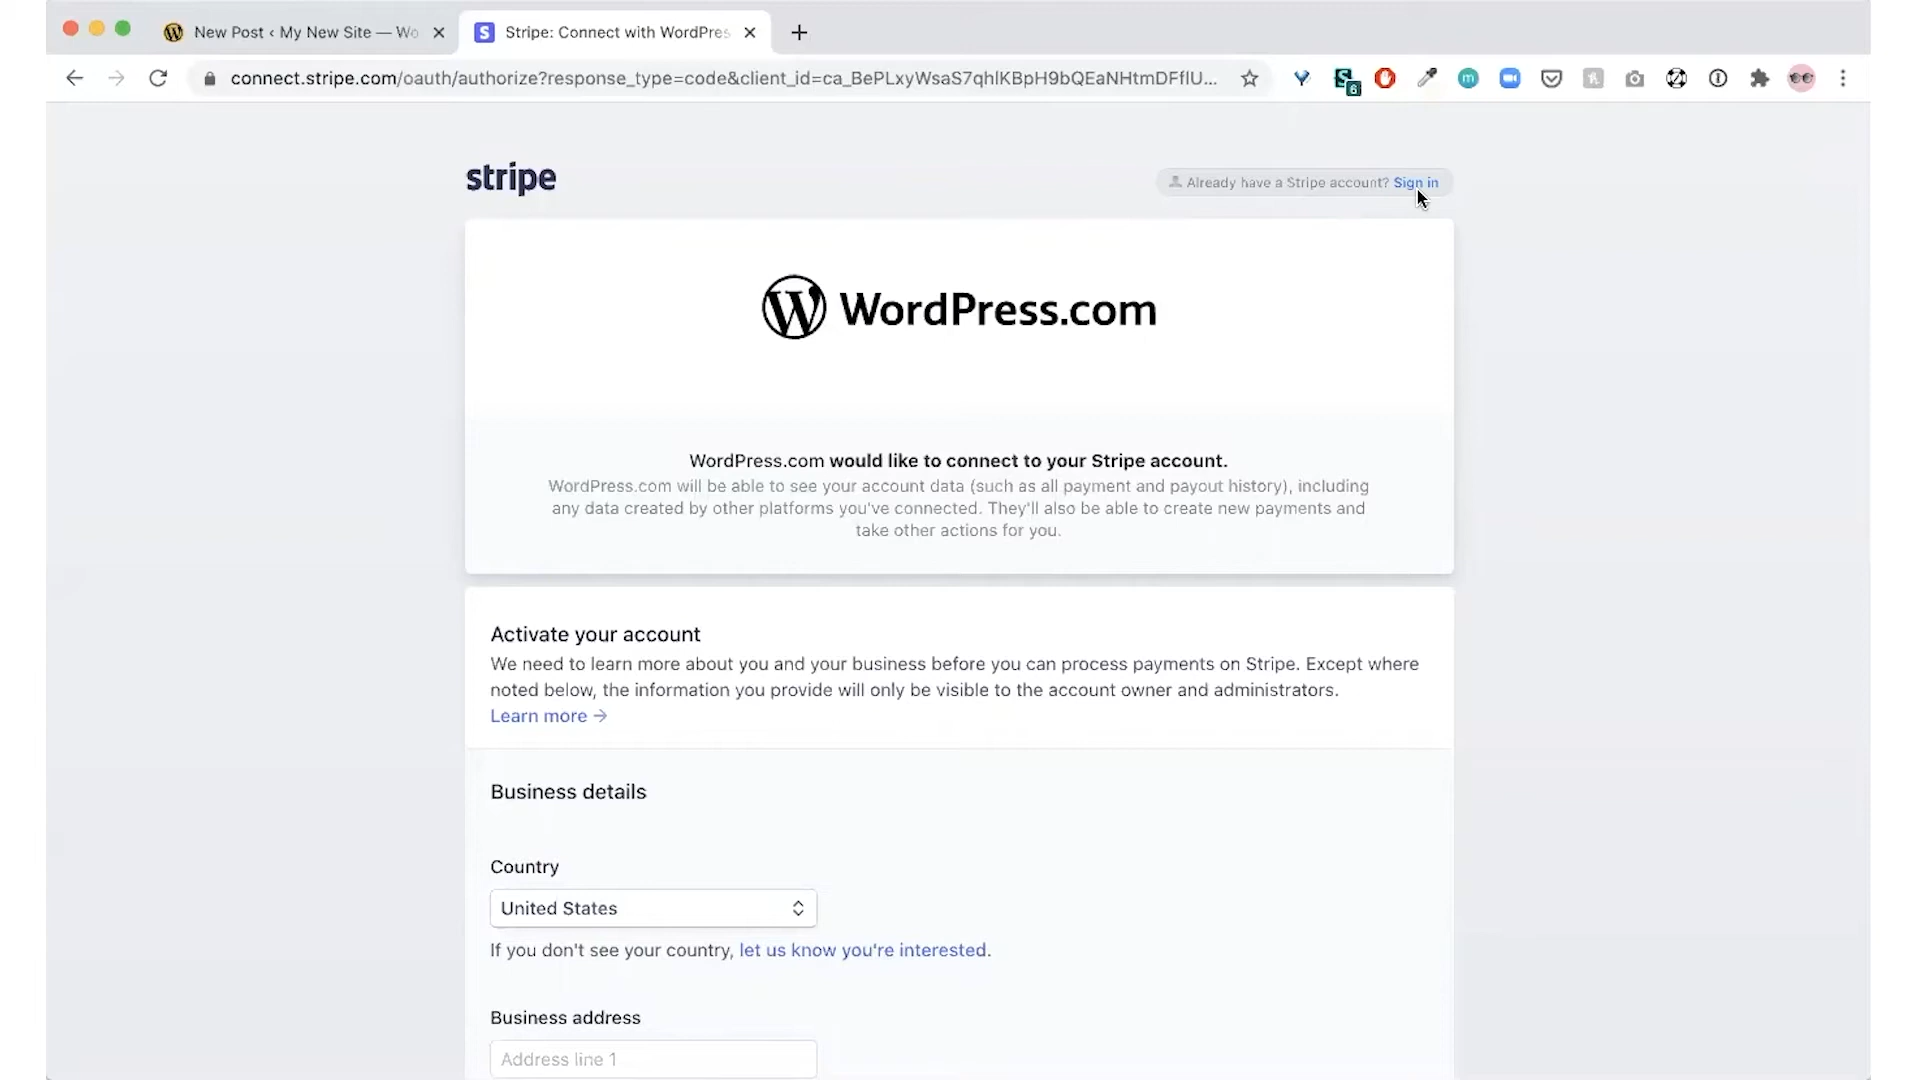 New Post ‹ My New Site — Wo
Stripe: Connect with WordPres
connect.stripe.com/oauth/authorize?response_type=code&client_id=ca_BePLxyWsaS7qhlKBpH9bQEaNHtmDFflU...
6
stripe
Already have a Stripe account? Sign in
WordPress.com
WordPress.com would like to connect to your Stripe account.
WordPress.com will be able to see your account data (such as all payment and payout history), including
any data created by other platforms you've connected. They'll also be able to create new payments and
take other actions for you.
Activate your account
We need to learn more about you and your business before you can process payments on Stripe. Except where
noted below, the information you provide will only be visible to the account owner and administrators.
Learn more →
Business details
Country
United States
If you don't see your country, let us know you're interested.
Business address
Address line 1